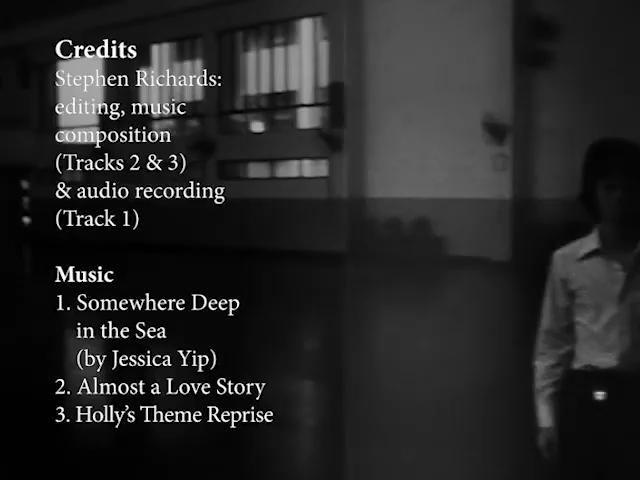 Credits
Stephen Richards:
editing, music
composition
(Tracks 2 & 3)
& audio recording
(Track 1)
Music
1. Somewhere Deep
in the Sea
(by Jessica Yip)
2. Almost a Love Story
3. Holly's Theme Reprise